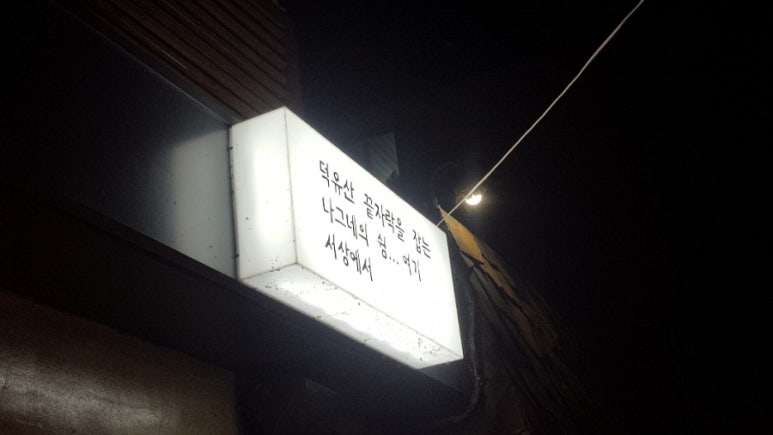 덕유산 끝자락을 잡는
나그네의 쉼... 여기
서상에서